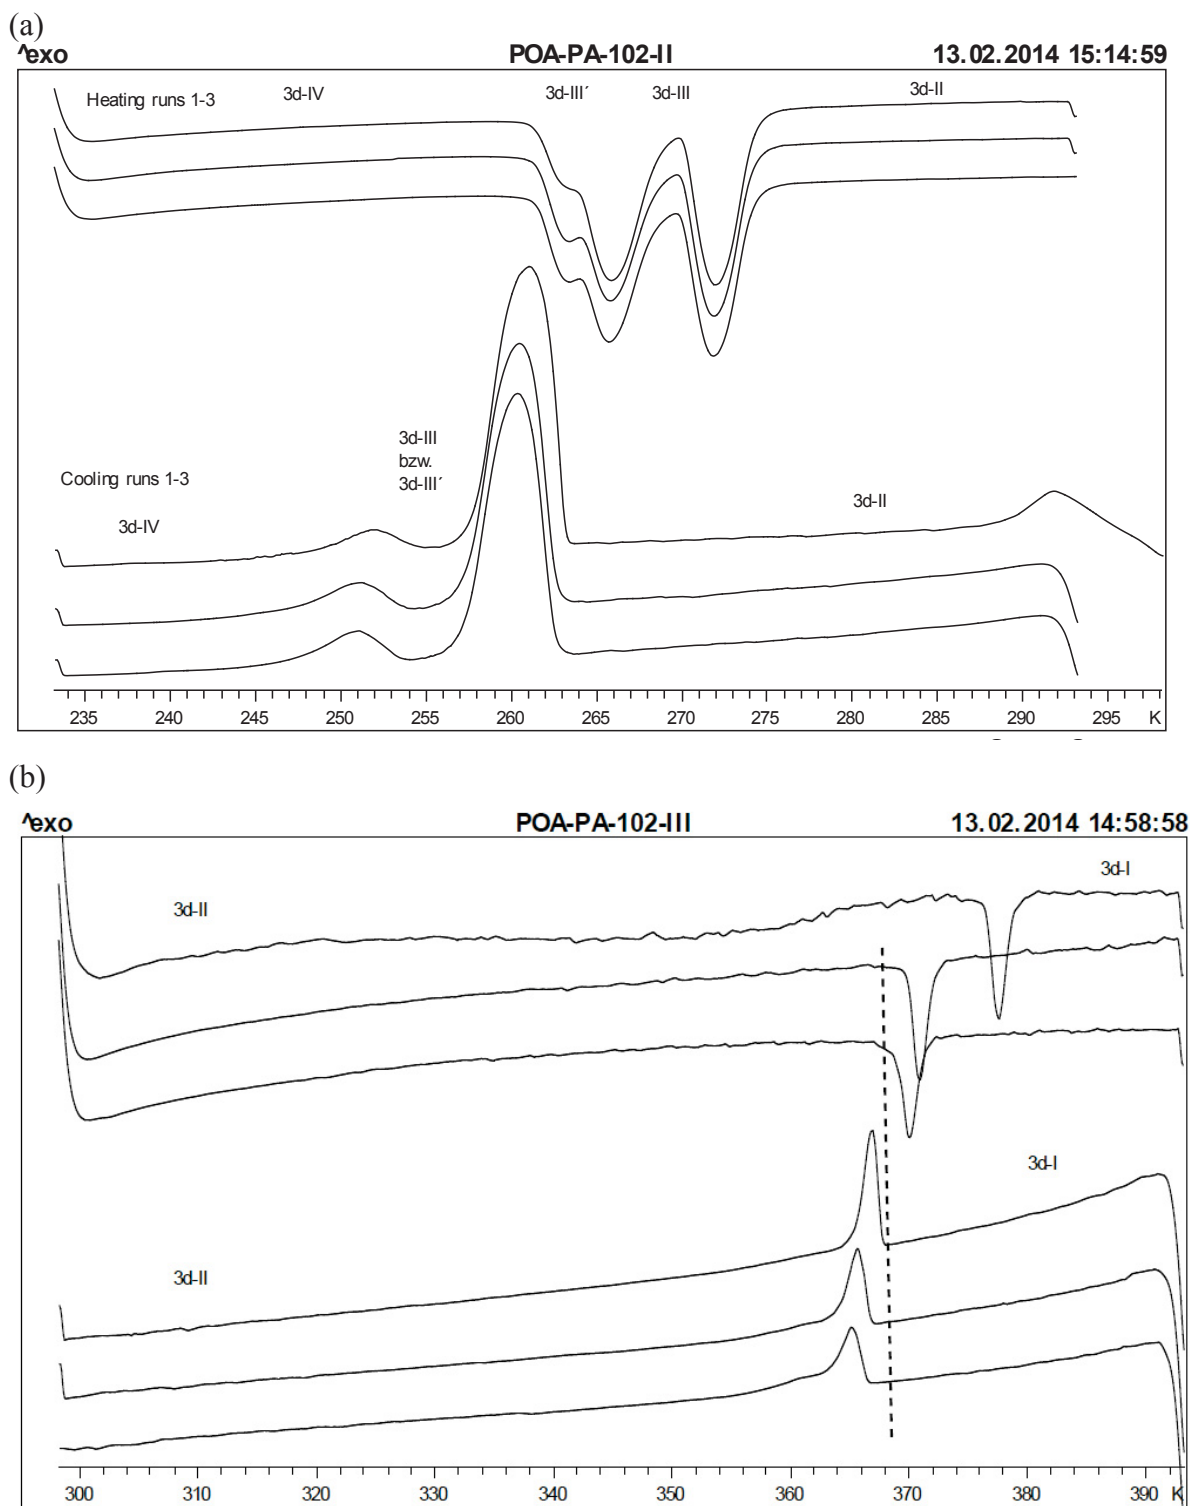 (a)
^exo POA-PA-102-II 13.02.2014 15:14:59
Heating runs 1-3 3d-IV 3d-III´ 3d-III 3d-II
3d-III
bzw.
3d-III´
Cooling runs 1-3
3d-IV 3d-II
235 240 245 250 255 260 265 270 275 280 285 290 295 K
(b)
^exo POA-PA-102-III 13.02.2014 14:58:58
3d-I
3d-II
3d-I
3d-II
300 310 320 330 340 350 360 370 380 390 K